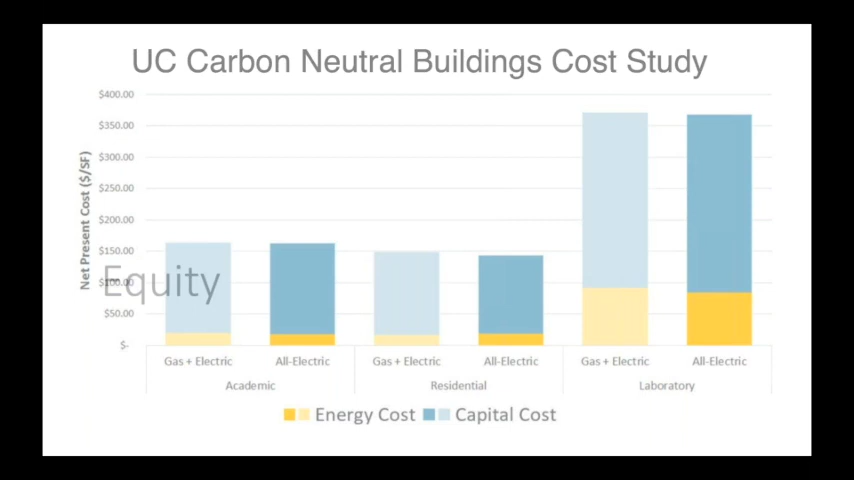 UC Carbon Neutral Buildings Cost Study
$400.00
$350.00
$300.00
$250.00
$200.00
$150.00
$100.00
$50.00
$-
Net Present Cost ($/SF)
Equity
Gas + Electric All-Electric Gas + Electric All-Electric Gas + Electric All-Electric
Academic Residential Laboratory
Energy Cost Capital Cost